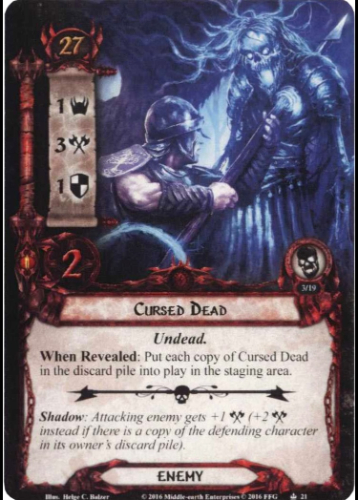 27
1
3
1
2
3/19
CURSED DEAD
Undead.
When Revealed: Put each copy of Cursed Dead
in the discard pile into play in the staging area.
Shadow: Attacking enemy gets +1 (+2
instead if there is a copy of the defending character
in its owner's discard pile).
ENEMY
Illus. Helge C. Balzer © 2016 Middle-earth Enterprises © 2016 FFG 21